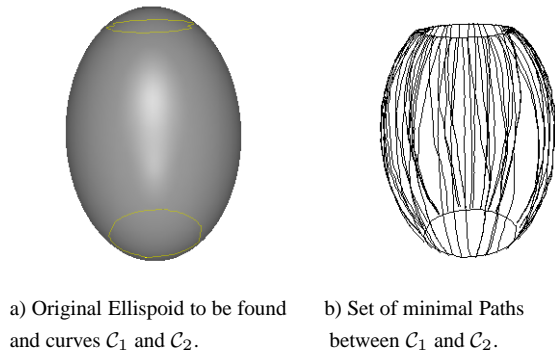 a) Original Ellispoid to be found
and curves C₁ and C₂.
b) Set of minimal Paths
between C₁ and C₂.